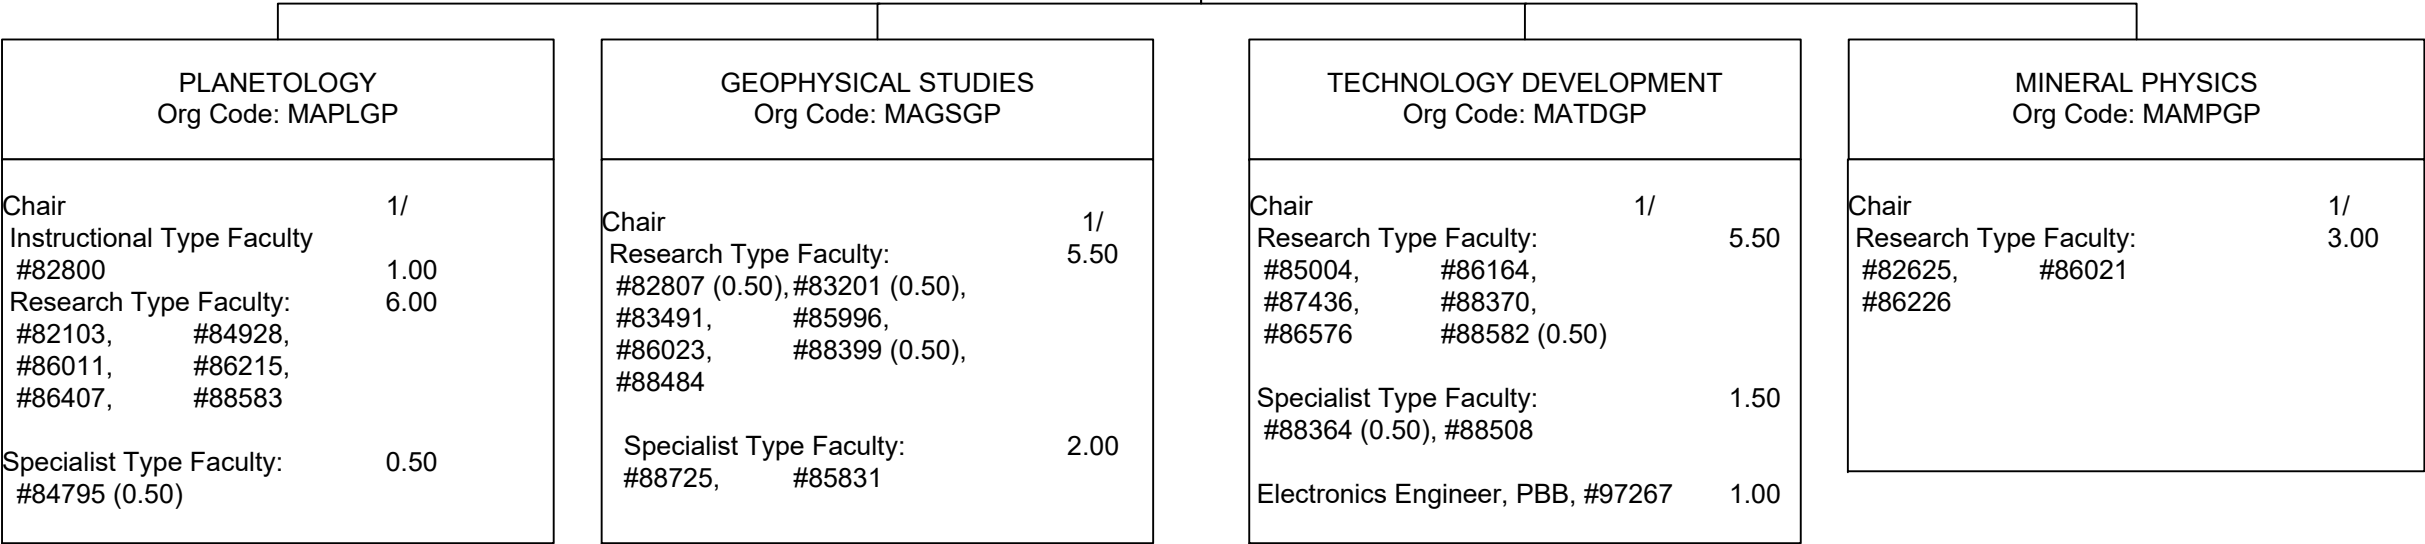 PLANETOLOGY
Org Code: MAPLGP
Chair 1/
Instructional Type Faculty
#82800 1.00
Research Type Faculty: 6.00
#82103, #84928,
#86011, #86215,
#86407, #88583
Specialist Type Faculty: 0.50
#84795 (0.50)
GEOPHYSICAL STUDIES
Org Code: MAGSGP
Chair 1/
Research Type Faculty: 5.50
#82807 (0.50), #83201 (0.50),
#83491, #85996,
#86023, #88399 (0.50),
#88484
Specialist Type Faculty: 2.00
#88725, #85831
TECHNOLOGY DEVELOPMENT
Org Code: MATDGP
Chair 1/
Research Type Faculty: 5.50
#85004, #86164,
#87436, #88370,
#86576 #88582 (0.50)
Specialist Type Faculty: 1.50
#88364 (0.50), #88508
Electronics Engineer, PBB, #97267 1.00
MINERAL PHYSICS
Org Code: MAMPGP
Chair 1/
Research Type Faculty: 3.00
#82625, #86021
#86226